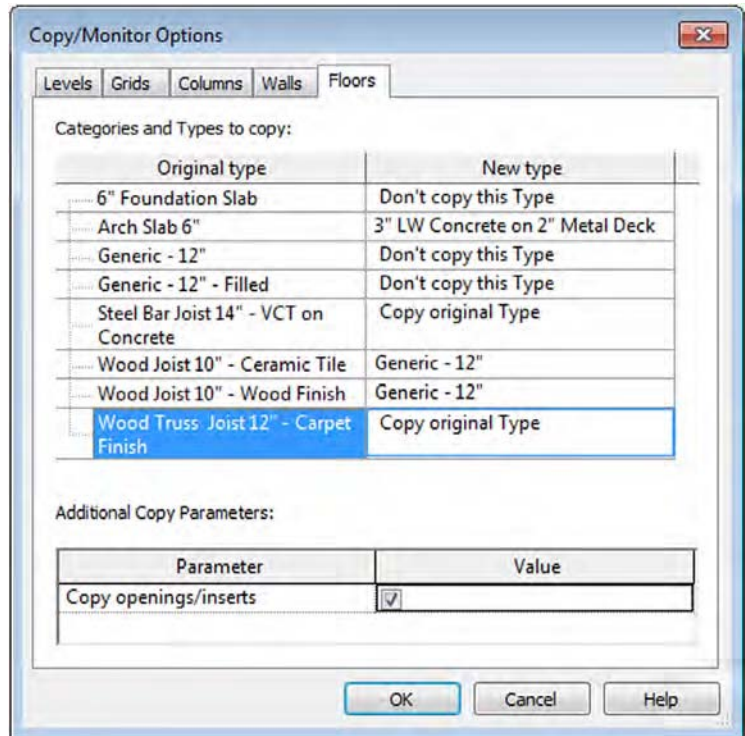 Copy/Monitor Options
Levels Grids Columns Walls Floors
Categories and Types to copy:
Original type New type
6" Foundation Slab Don't copy this Type
Arch Slab 6" 3" LW Concrete on 2" Metal Deck
Generic - 12" Don't copy this Type
Generic - 12" - Filled Don't copy this Type
Steel Bar Joist 14" - VCT on Copy original Type
Concrete
Wood Joist 10" - Ceramic Tile Generic - 12"
Wood Joist 10" - Wood Finish Generic - 12"
Wood Truss Joist 12" - Carpet Copy original Type
Finish
Additional Copy Parameters:
Parameter Value
Copy openings/inserts
OK Cancel Help